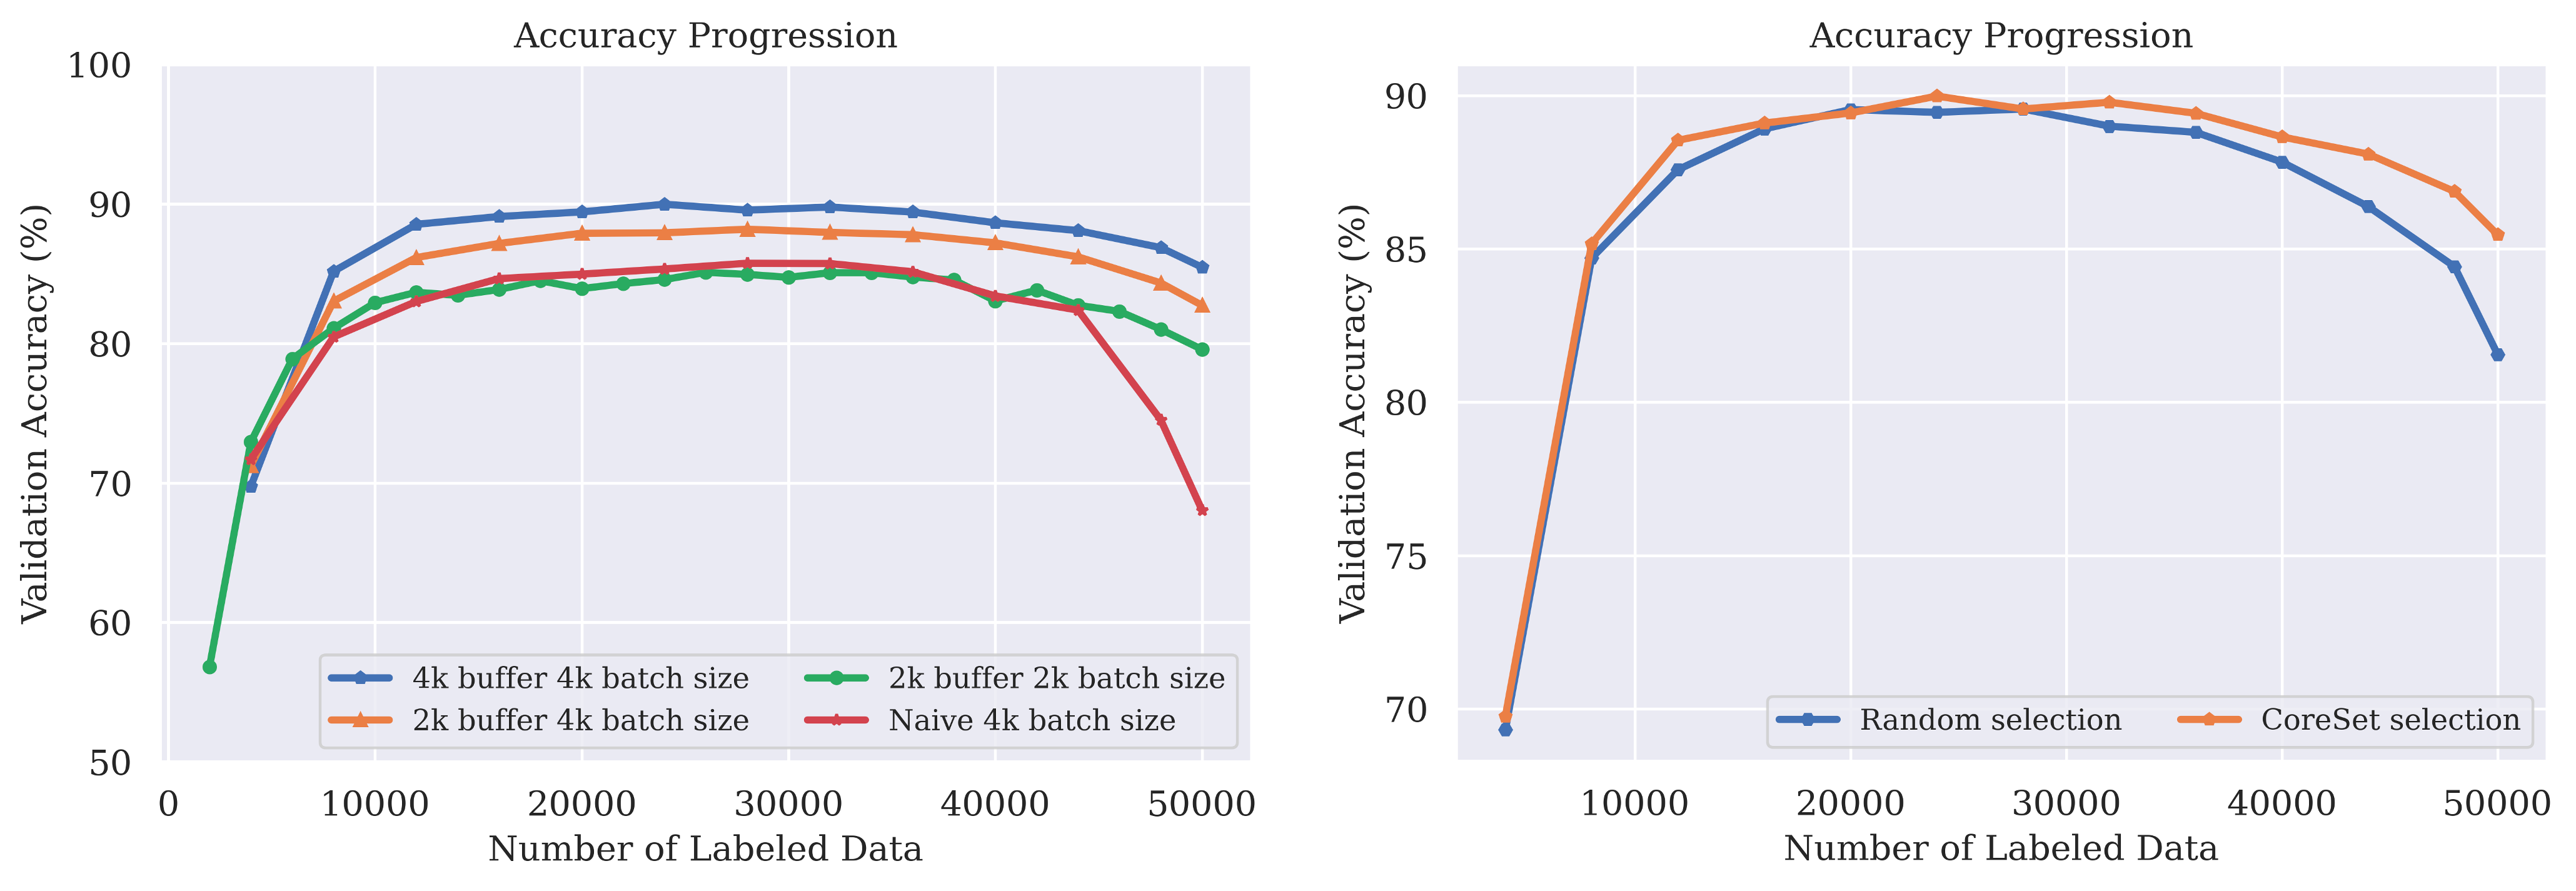 Accuracy Progression
Validation Accuracy (%)
100
90
80
70
60
50
0 10000 20000 30000 40000 50000
Number of Labeled Data
4k buffer 4k batch size
2k buffer 4k batch size
2k buffer 2k batch size
Naive 4k batch size
Accuracy Progression
Validation Accuracy (%)
90
85
80
75
70
10000 20000 30000 40000 50000
Number of Labeled Data
Random selection
CoreSet selection